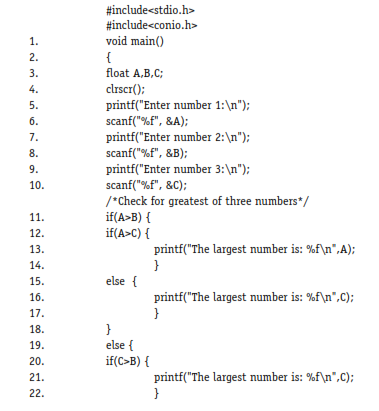 #include<stdio.h>
#include<conio.h>
1. void main()
2. {
3. float A,B,C;
4. clrscr();
5. printf("Enter number 1:\n");
6. scanf("%f", &A);
7. printf("Enter number 2:\n");
8. scanf("%f", &B);
9. printf("Enter number 3:\n");
10. scanf("%f", &C);
/*Check for greatest of three numbers*/
11. if(A>B) {
12. if(A>C) {
13. printf("The largest number is: %f\n",A);
14. }
15. else {
16. printf("The largest number is: %f\n",C);
17. }
18. }
19. else {
20. if(C>B) {
21. printf("The largest number is: %f\n",C);
22. }